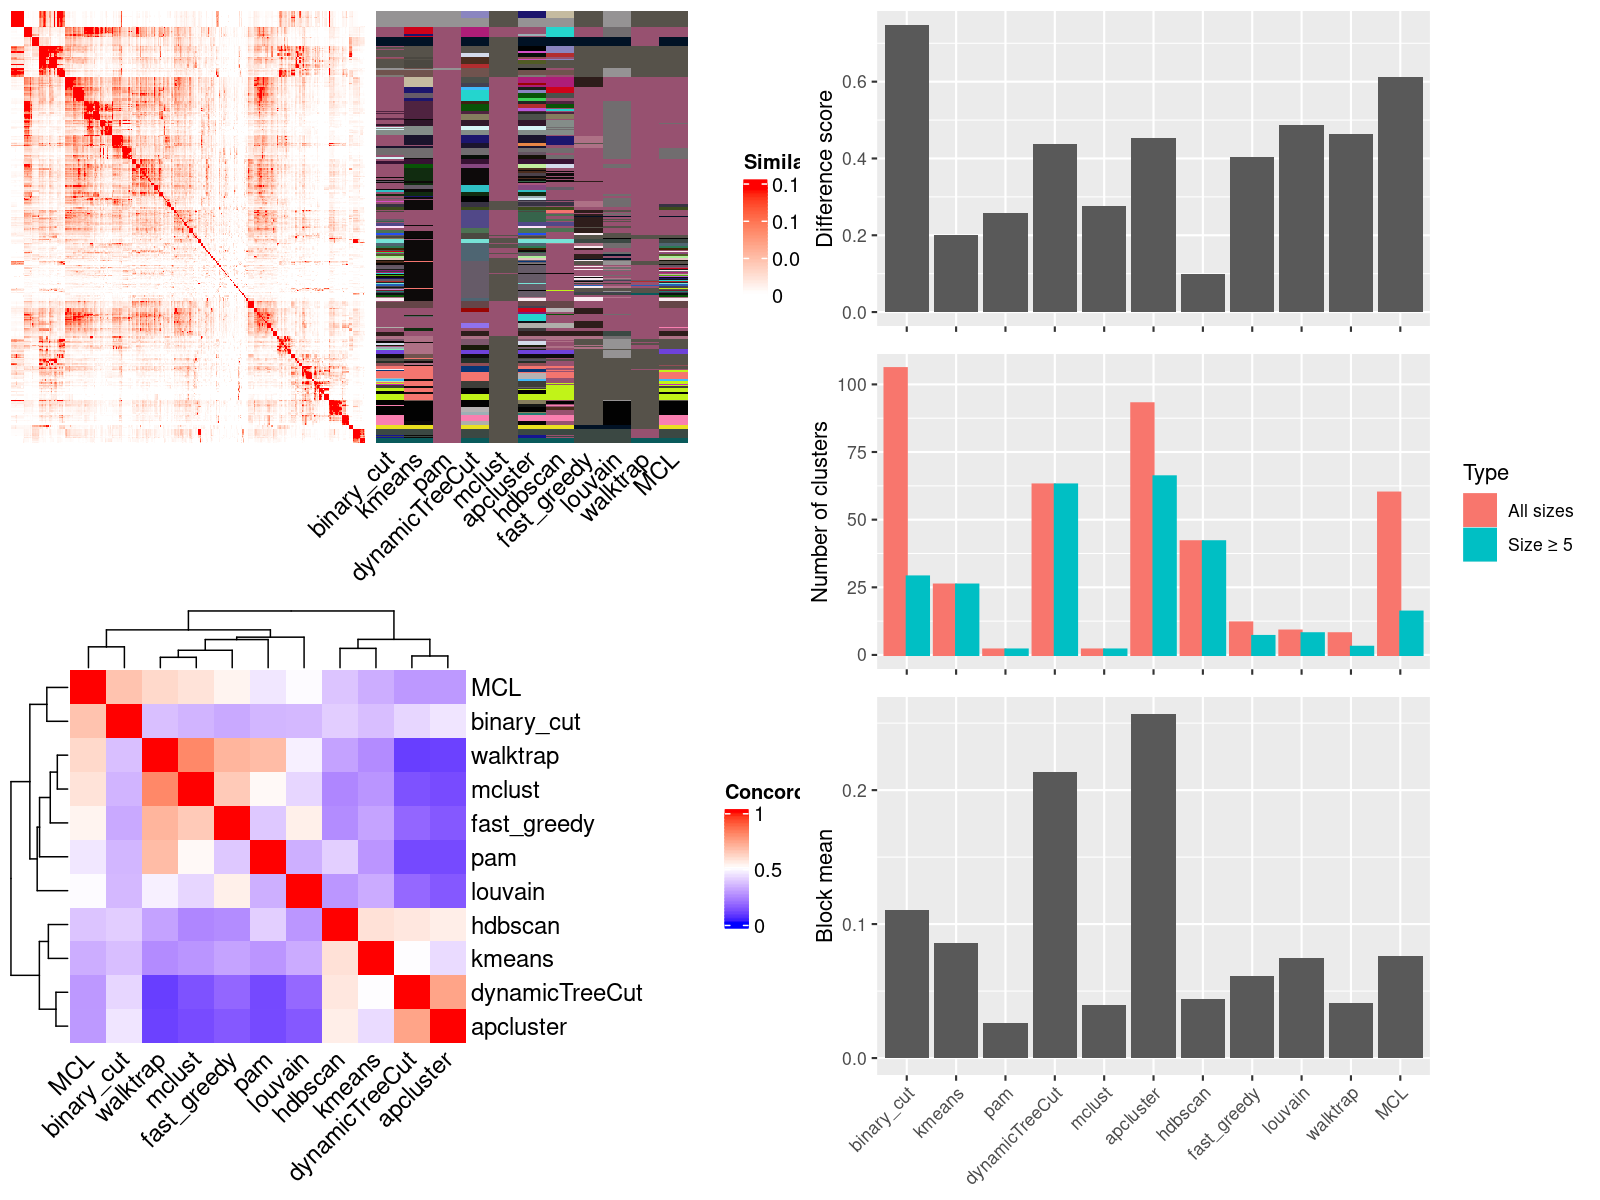 Simila
0.1
0.1
0.0
0
binary_cut
kmeans
pam
dynamicTreeCut
mclust
apcluster
hdbscan
fast_greedy
louvain
walktrap
MCL
Concord
1
0.5
0
MCL
binary_cut
walktrap
mclust
fast_greedy
pam
louvain
hdbscan
kmeans
dynamicTreeCut
apcluster
MCL
binary_cut
walktrap
mclust
fast_greedy
pam
louvain
hdbscan
kmeans
dynamicTreeCut
apcluster
Difference score
0.6
0.4
0.2
0.0
Number of clusters
100
75
50
25
0
Type
All sizes
Size ≥ 5
Block mean
0.2
0.1
0.0
binary_cut
kmeans
pam
dynamicTreeCut
mclust
apcluster
hdbscan
fast_greedy
louvain
walktrap
MCL